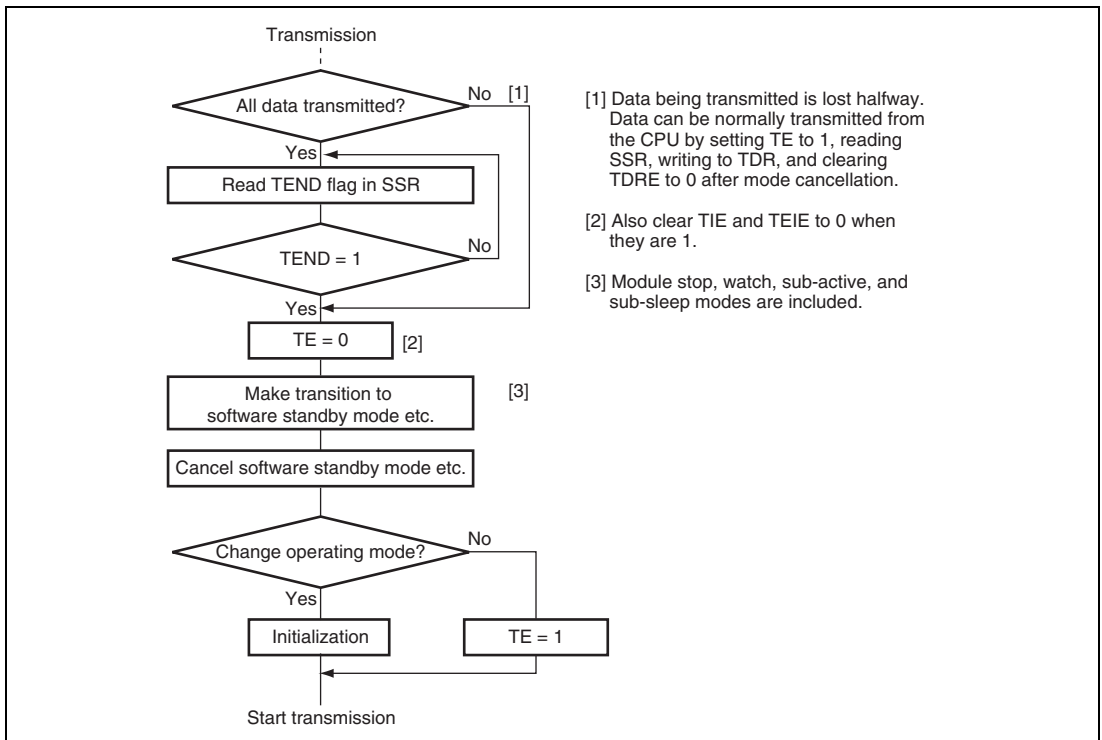 Transmission
All data transmitted?
No [1]
Yes
Read TEND flag in SSR
TEND = 1
No
Yes
TE = 0
[2]
Make transition to
software standby mode etc.
[3]
Cancel software standby mode etc.
Change operating mode?
No
Yes
Initialization
TE = 1
Start transmission
[1] Data being transmitted is lost halfway.
Data can be normally transmitted from
the CPU by setting TE to 1, reading
SSR, writing to TDR, and clearing
TDRE to 0 after mode cancellation.
[2] Also clear TIE and TEIE to 0 when
they are 1.
[3] Module stop, watch, sub-active, and
sub-sleep modes are included.